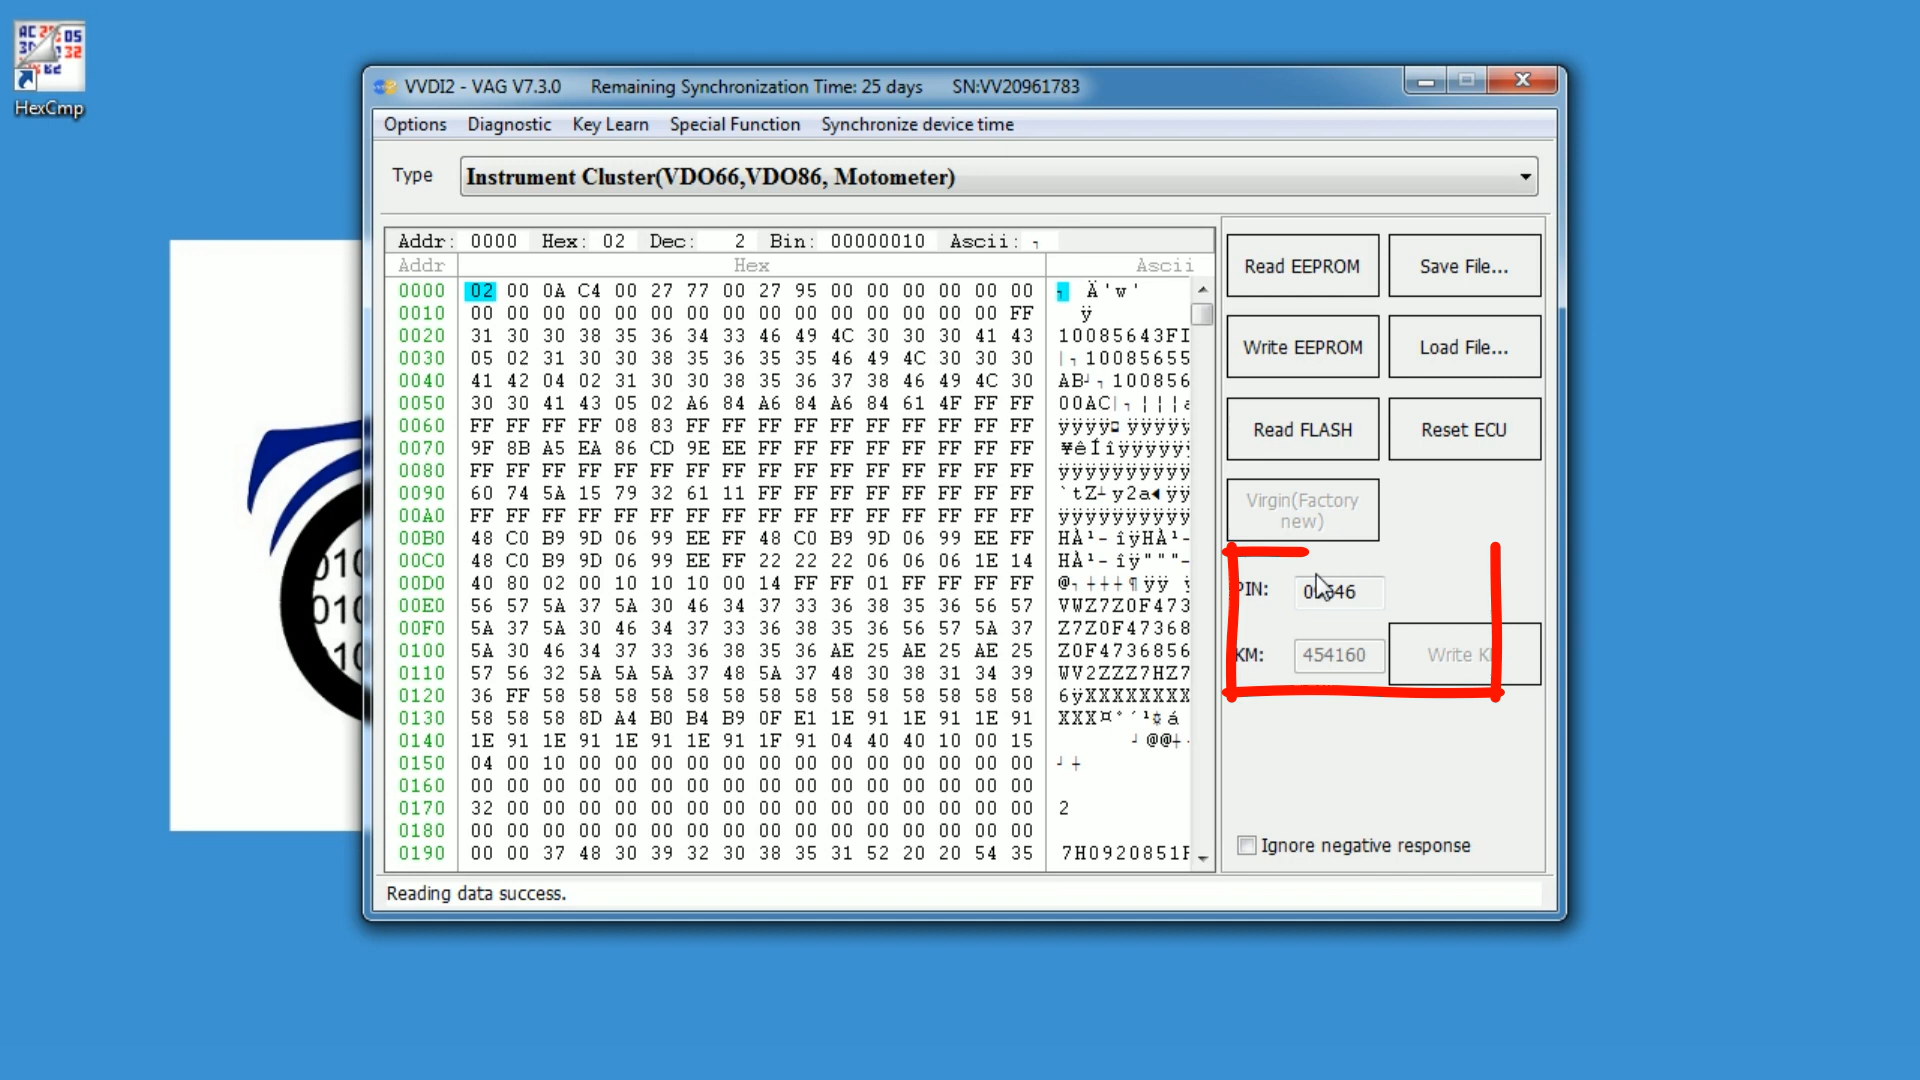 HexCmp
VVDI2 - VAG V7.3.0 Remaining Synchronization Time: 25 days SN:VV20961783
Options Diagnostic Key Learn Special Function Synchronize device time
Type Instrument Cluster(VDO66,VDO86, Motometer)
Addr: 0000 Hex: 02 Dec: 2 Bin: 00000010 Ascii: ┐
Addr Hex Ascii
0000 02 00 0A C4 00 27 77 00 27 95 00 00 00 00 00 00 ┐ Ä'w'
0010 00 00 00 00 00 00 00 00 00 00 00 00 00 00 00 FF ÿ
0020 31 30 30 38 35 36 34 33 46 49 4C 30 30 30 41 43 10085643FI
0030 05 02 31 30 30 38 35 36 35 35 46 49 4C 30 30 30 |┐10085655
0040 41 42 04 02 31 30 30 38 35 36 37 38 46 49 4C 30 AB┘┐100856
0050 30 30 41 43 05 02 A6 84 A6 84 A6 84 61 4F FF FF 00AC|┐¦¦¦a
0060 FF FF FF FF 08 83 FF FF FF FF FF FF FF FF FF FF ÿÿÿÿ◘ÿÿÿÿÿ
0070 9F 8B A5 EA 86 CD 9E EE FF FF FF FF FF FF FF FF ¥êÍîÿÿÿÿÿÿ
0080 FF FF FF FF FF FF FF FF FF FF FF FF FF FF FF FF ÿÿÿÿÿÿÿÿÿÿ
0090 60 74 5A 15 79 32 61 11 FF FF FF FF FF FF FF FF `tZ┴y2a◄ÿÿ
00A0 FF FF FF FF FF FF FF FF FF FF FF FF FF FF FF FF ÿÿÿÿÿÿÿÿÿÿ
00B0 48 C0 B9 9D 06 99 EE FF 48 C0 B9 9D 06 99 EE FF HÀ¹-îÿHÀ¹-
00C0 48 C0 B9 9D 06 99 EE FF 22 22 22 06 06 06 1E 14 HÀ¹-îÿ"""-
00D0 40 80 02 00 10 10 10 00 14 FF FF 01 FF FF FF FF @┐┼┼┼¶ÿÿ ÿ
00E0 56 57 5A 37 5A 30 46 34 37 33 36 38 35 36 56 57 VWZ7Z0F473
00F0 5A 37 5A 30 46 34 37 33 36 38 35 36 56 57 5A 37 Z7Z0F47368
0100 5A 30 46 34 37 33 36 38 35 36 AE 25 AE 25 AE 25 Z0F4736856
0110 57 56 32 5A 5A 5A 37 48 5A 37 48 30 38 31 34 39 WV2ZZZ7HZ7
0120 36 FF 58 58 58 58 58 58 58 58 58 58 58 58 58 58 6ÿXXXXXXXX
0130 58 58 58 8D A4 B0 B4 B9 0F E1 1E 91 1E 91 1E 91 XXX¤°´¹☼á
0140 1E 91 1E 91 1E 91 1E 91 1F 91 04 40 40 10 00 15 ┘@@┼
0150 04 00 10 00 00 00 00 00 00 00 00 00 00 00 00 00 ┘┼
0160 00 00 00 00 00 00 00 00 00 00 00 00 00 00 00 00
0170 32 00 00 00 00 00 00 00 00 00 00 00 00 00 00 00 2
0180 00 00 00 00 00 00 00 00 00 00 00 00 00 00 00 00
0190 00 00 37 48 30 39 32 30 38 35 31 52 20 20 54 35 7H0920851
Read EEPROM Save File...
Write EEPROM Load File...
Read FLASH Reset ECU
Virgin(Factory
new)
PIN:
KM: 454160 Write
Ignore negative response
Reading data success.